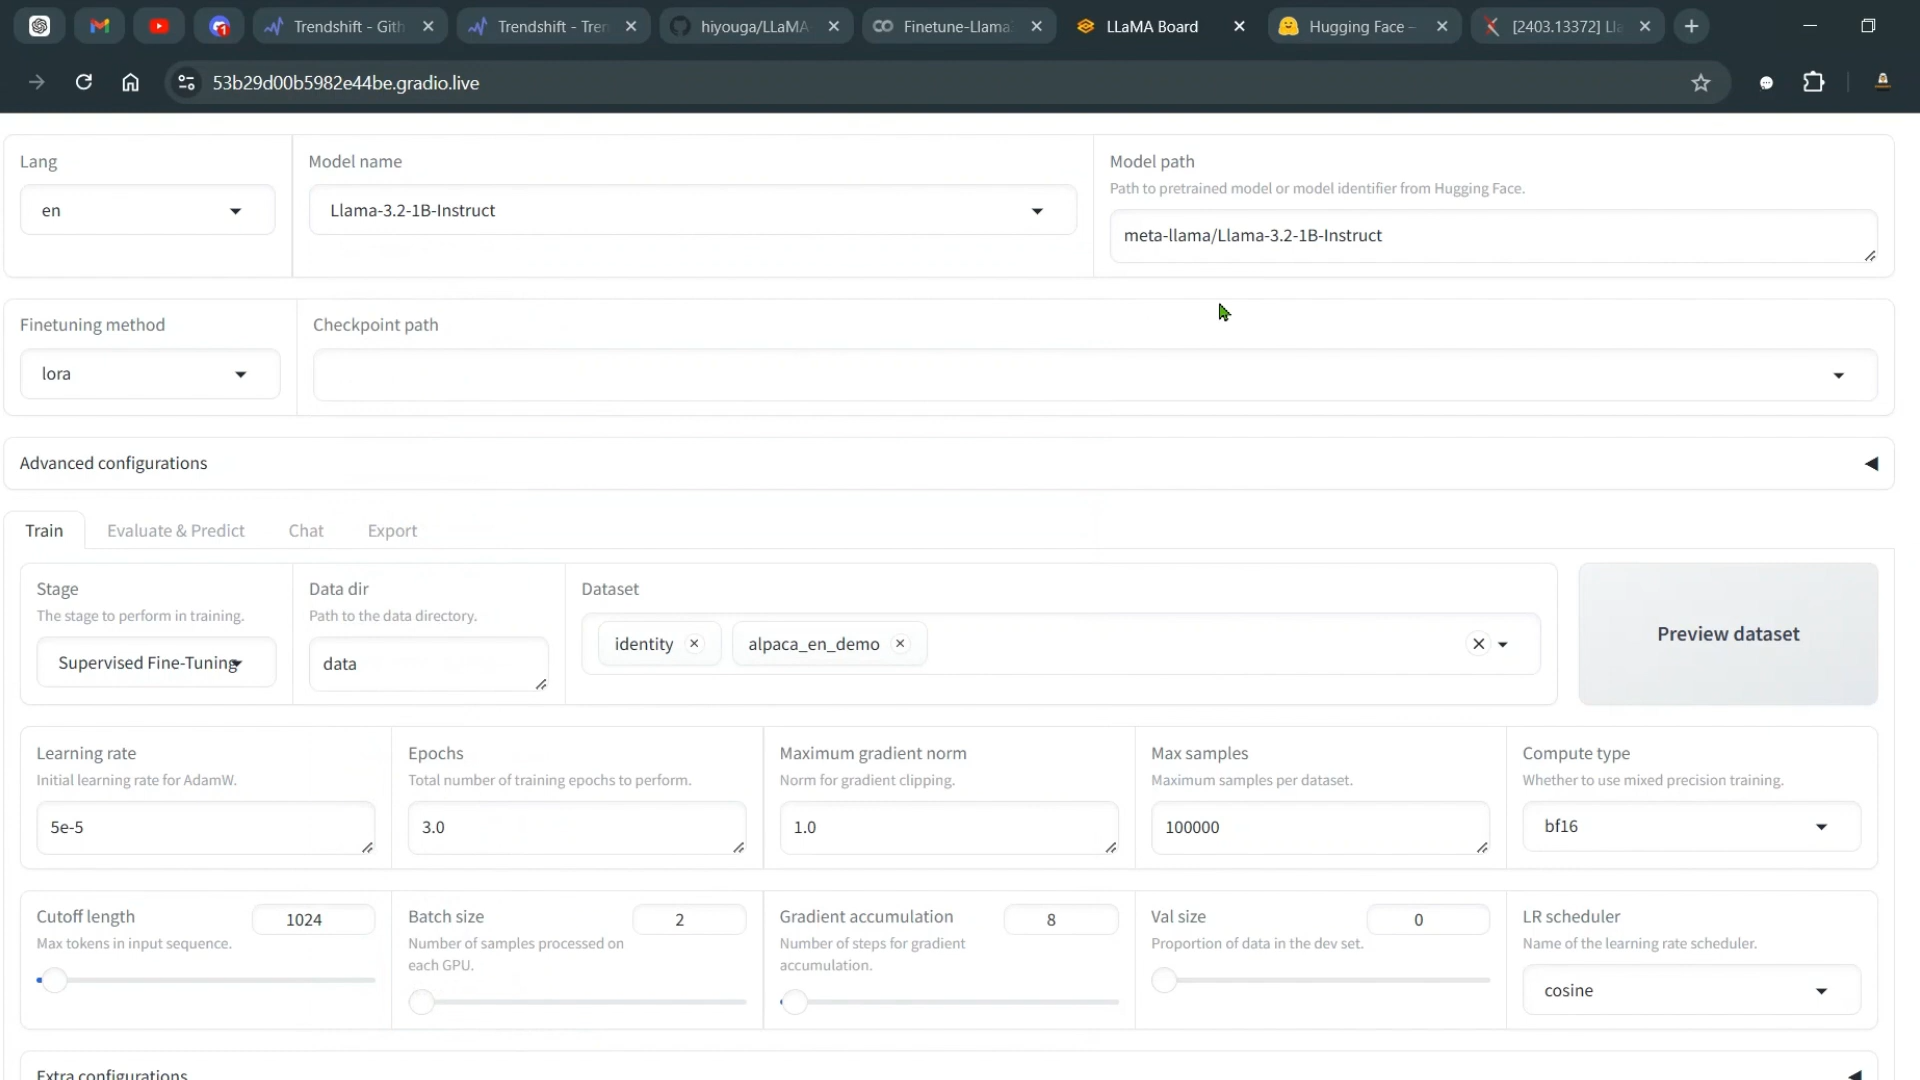 Trendshift - Gith
Trendshift - Tren
hiyouga/LLaMA-
Finetune-Llama3
LLaMA Board
Hugging Face –
[2403.13372] Lla
53b29d00b5982e44be.gradio.live
Lang
Model name
Model path
Path to pretrained model or model identifier from Hugging Face.
en
Llama-3.2-1B-Instruct
meta-llama/Llama-3.2-1B-Instruct
Finetuning method
Checkpoint path
lora
Advanced configurations
Train
Evaluate & Predict
Chat
Export
Stage
The stage to perform in training.
Supervised Fine-Tuning
Data dir
Path to the data directory.
data
Dataset
identity
alpaca_en_demo
Preview dataset
Learning rate
Initial learning rate for AdamW.
5e-5
Epochs
Total number of training epochs to perform.
3.0
Maximum gradient norm
Norm for gradient clipping.
1.0
Max samples
Maximum samples per dataset.
100000
Compute type
Whether to use mixed precision training.
bf16
Cutoff length
1024
Max tokens in input sequence.
Batch size
2
Number of samples processed on
each GPU.
Gradient accumulation
8
Number of steps for gradient
accumulation.
Val size
0
Proportion of data in the dev set.
LR scheduler
Name of the learning rate scheduler.
cosine
Extra configurations